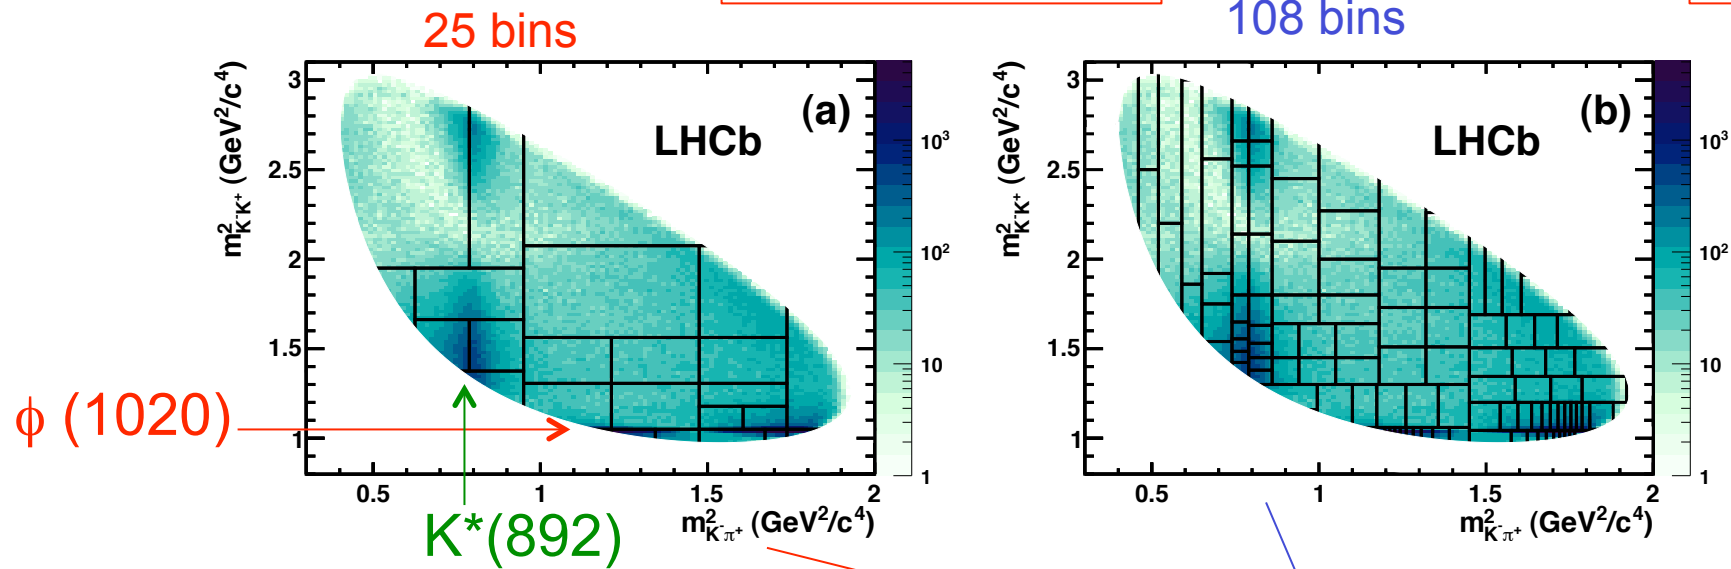 25 bins
108 bins
m²K⁻K⁺ (GeV²/c⁴)
3
2.5
2
1.5
1
(a)
LHCb
10³
10²
10
1
0.5
1
1.5
2
m²K⁻π⁺ (GeV²/c⁴)
ϕ (1020)
K*(892)
m²K⁻K⁺ (GeV²/c⁴)
3
2.5
2
1.5
1
(b)
LHCb
10³
10²
10
1
0.5
1
1.5
2
m²K⁻π⁺ (GeV²/c⁴)